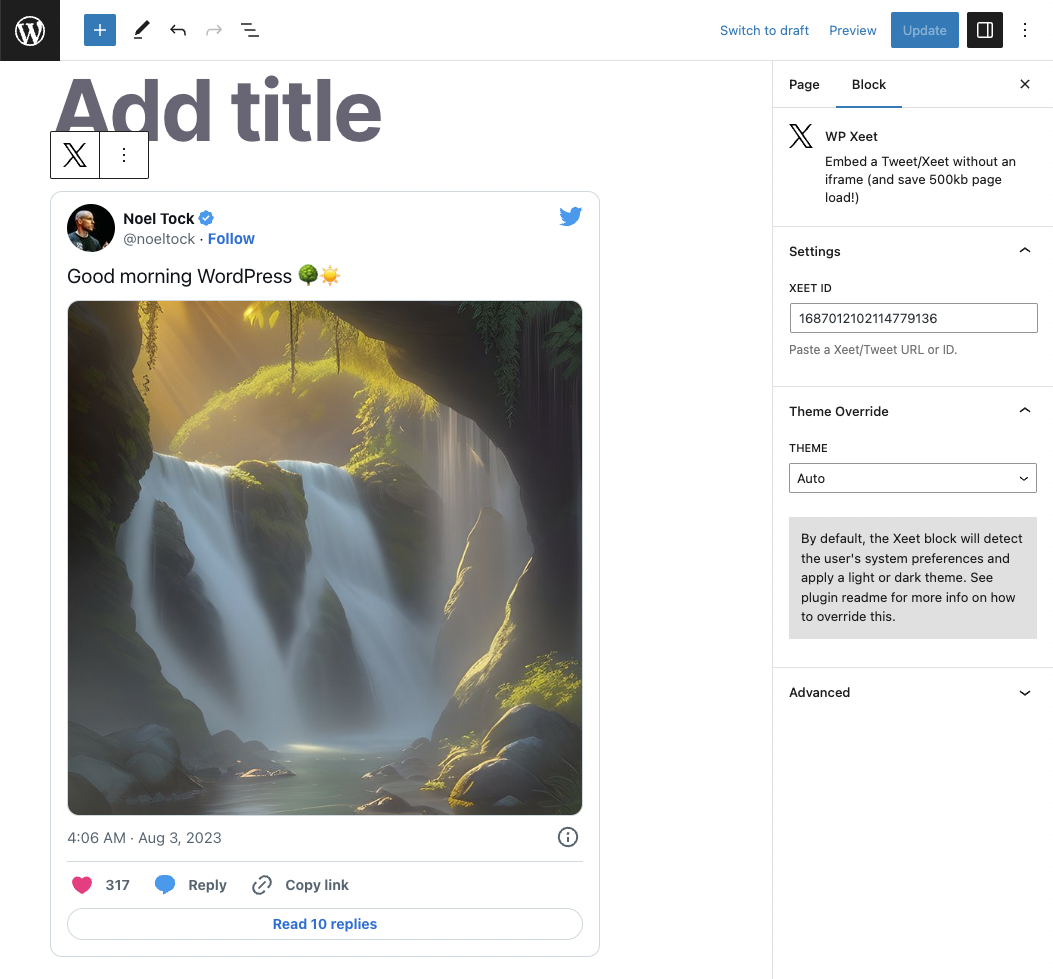 Switch to draft
Preview
Update
Add title
Noel Tock
@noeltock · Follow
Good morning WordPress 🌳☀️
4:06 AM · Aug 3, 2023
317
Reply
Copy link
Read 10 replies
Page
Block
WP Xeet
Embed a Tweet/Xeet without an
iframe (and save 500kb page
load!)
Settings
XEET ID
1687012102114779136
Paste a Xeet/Tweet URL or ID.
Theme Override
THEME
Auto
By default, the Xeet block will detect
the user's system preferences and
apply a light or dark theme. See
plugin readme for more info on how
to override this.
Advanced